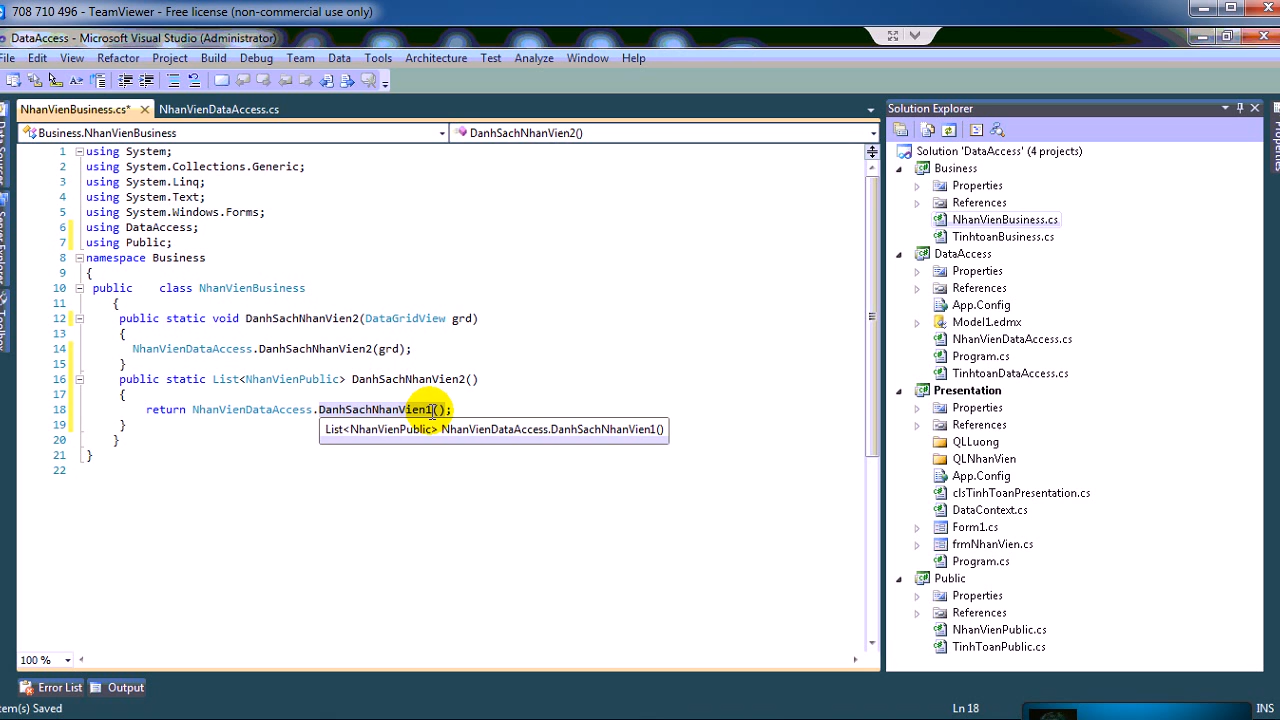 708 710 496 - TeamViewer - Free license (non-commercial use only)
DataAccess - Microsoft Visual Studio (Administrator)
File Edit View Refactor Project Build Debug Team Data Tools Architecture Test Analyze Window Help
NhanVienBusiness.cs* NhanVienDataAccess.cs
Business.NhanVienBusiness DanhSachNhanVien2()
1 using System;
2 using System.Collections.Generic;
3 using System.Linq;
4 using System.Text;
5 using System.Windows.Forms;
6 using DataAccess;
7 using Public;
8 namespace Business
9 {
10 public class NhanVienBusiness
11 {
12 public static void DanhSachNhanVien2(DataGridView grd)
13 {
14 NhanVienDataAccess.DanhSachNhanVien2(grd);
15 }
16 public static List<NhanVienPublic> DanhSachNhanVien2()
17 {
18 return NhanVienDataAccess.DanhSachNhanVien1();
19 }
List<NhanVienPublic> NhanVienDataAccess.DanhSachNhanVien1()
20 }
21 }
22
100 %
Data Sources
Server Explorer
Toolbox
Solution Explorer
Solution 'DataAccess' (4 projects)
Business
Properties
References
NhanVienBusiness.cs
TinhtoanBusiness.cs
DataAccess
Properties
References
App.Config
Model1.edmx
NhanVienDataAccess.cs
Program.cs
TinhtoanDataAccess.cs
Presentation
Properties
References
QLLuong
QLNhanVien
App.Config
clsTinhToanPresentation.cs
DataContext.cs
Form1.cs
frmNhanVien.cs
Program.cs
Public
Properties
References
NhanVienPublic.cs
TinhToanPublic.cs
Error List Output
em(s) Saved Ln 18 INS